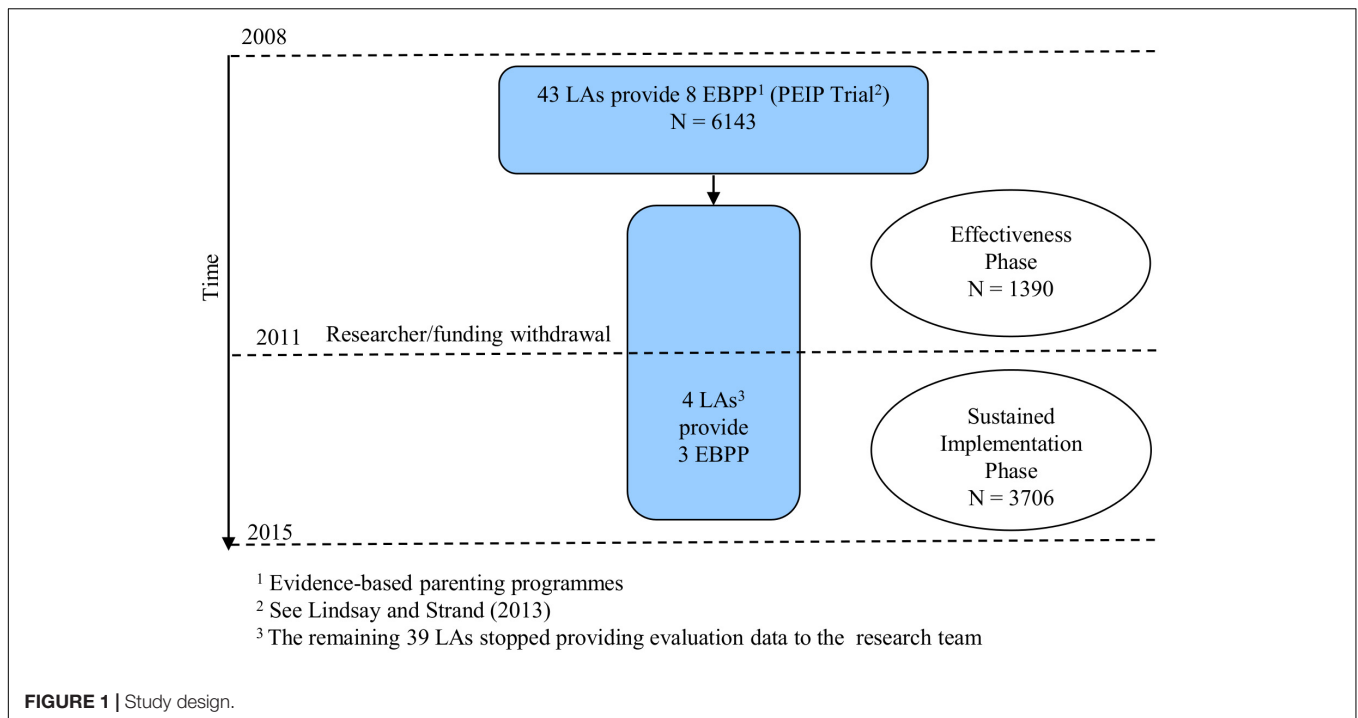 2008
43 LAs provide 8 EBPP¹ (PEIP Trial²)
N = 6143
Effectiveness
Phase
N = 1390
Time
2011
Researcher/funding withdrawal
4 LAs³
provide
3 EBPP
Sustained
Implementation
Phase
N = 3706
2015
¹ Evidence-based parenting programmes
² See Lindsay and Strand (2013)
³ The remaining 39 LAs stopped providing evaluation data to the research team
FIGURE 1 | Study design.